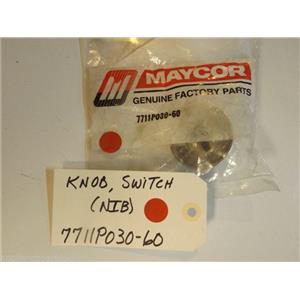 MAYCOR
GENUINE FACTORY PARTS
7711P030-60
KNOB, SWITCH
(NIB)
7711P030-60